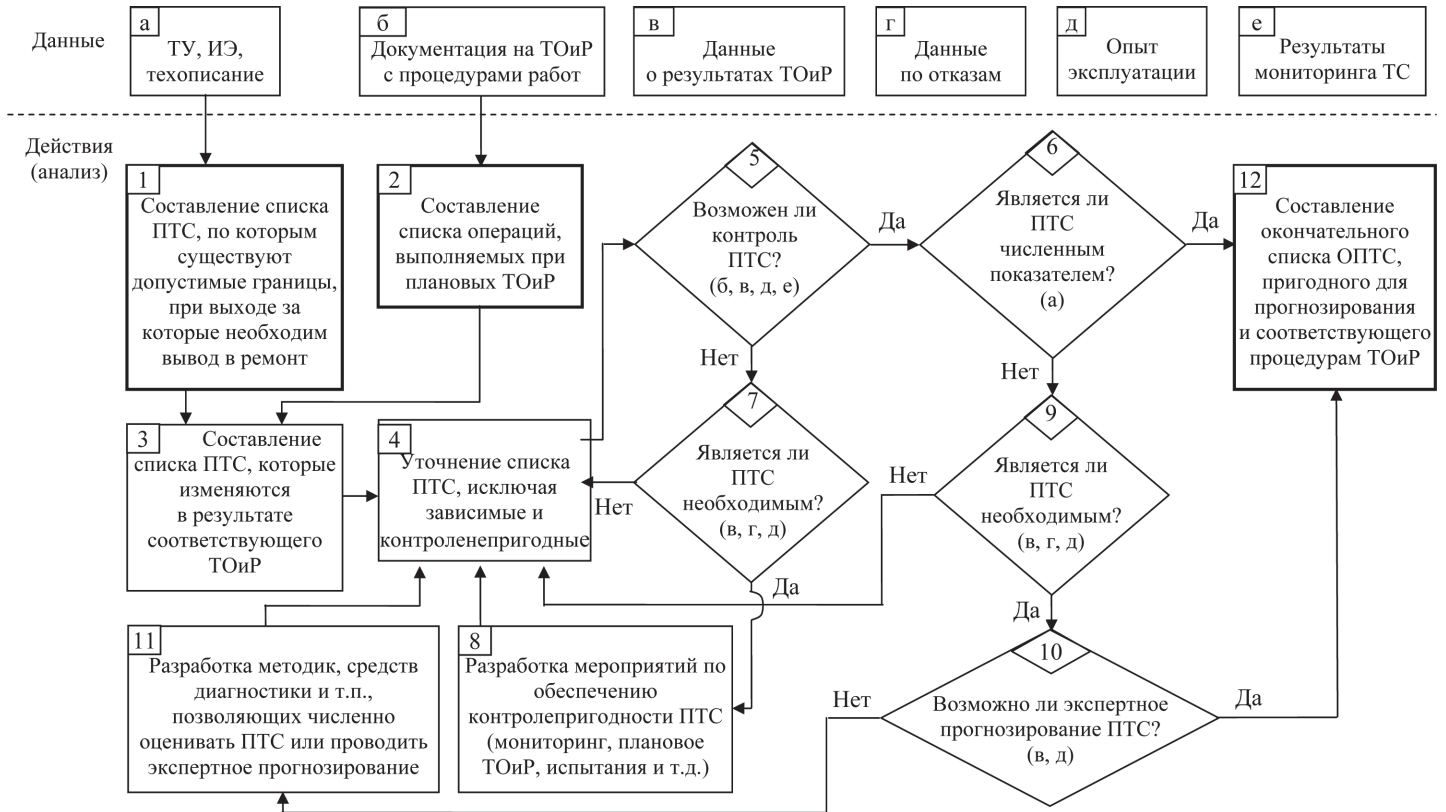 Данные
а
ТУ, ИЭ,
техописание
б
Документация на ТОиР
с процедурами работ
в
Данные
о результатах ТОиР
г
Данные
по отказам
д
Опыт
эксплуатации
е
Результаты
мониторинга ТС
Действия
(анализ)
1
Составление списка
ПТС, по которым
существуют
допустимые границы,
при выходе за
которые необходим
вывод в ремонт
2
Составление
списка операций,
выполняемых при
плановых ТОиР
5
Возможен ли
контроль
ПТС?
(б, в, д, е)
Да
Нет
6
Является ли
ПТС
численным
показателем?
(а)
Да
Нет
12
Составление
окончательного
списка ОПТС,
пригодного для
прогнозирования
и соответствующего
процедурам ТОиР
3
Составление
списка ПТС, которые
изменяются
в результате
соответствующего
ТОиР
4
Уточнение списка
ПТС, исключая
зависимые и
контроленепригодные
7
Является ли
ПТС
необходимым?
(в, г, д)
Нет
Да
9
Является ли
ПТС
необходимым?
(в, г, д)
Нет
Да
11
Разработка методик, средств
диагностики и т.п.,
позволяющих численно
оценивать ПТС или проводить
экспертное прогнозирование
8
Разработка мероприятий по
обеспечению
контролепригодности ПТС
(мониторинг, плановое
ТОиР, испытания и т.д.)
10
Возможно ли экспертное
прогнозирование ПТС?
(в, д)
Нет
Да